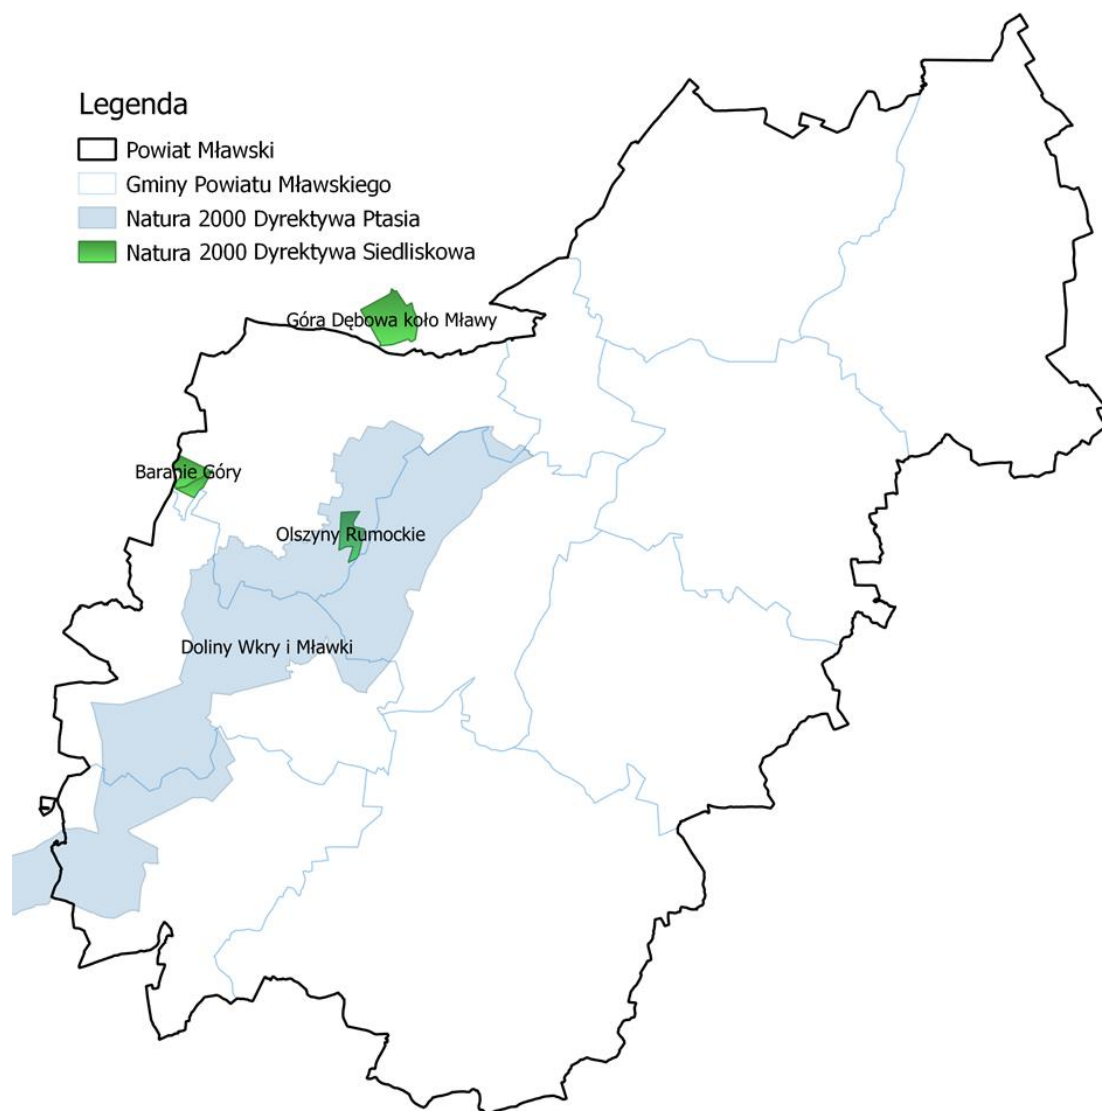 Legenda
Powiat Mławski
Gminy Powiatu Mławskiego
Natura 2000 Dyrektywa Ptasia
Natura 2000 Dyrektywa Siedliskowa
Góra Dębowa koło Mławy
Baranie Góry
Olszyny Rumockie
Doliny Wkry i Mławki